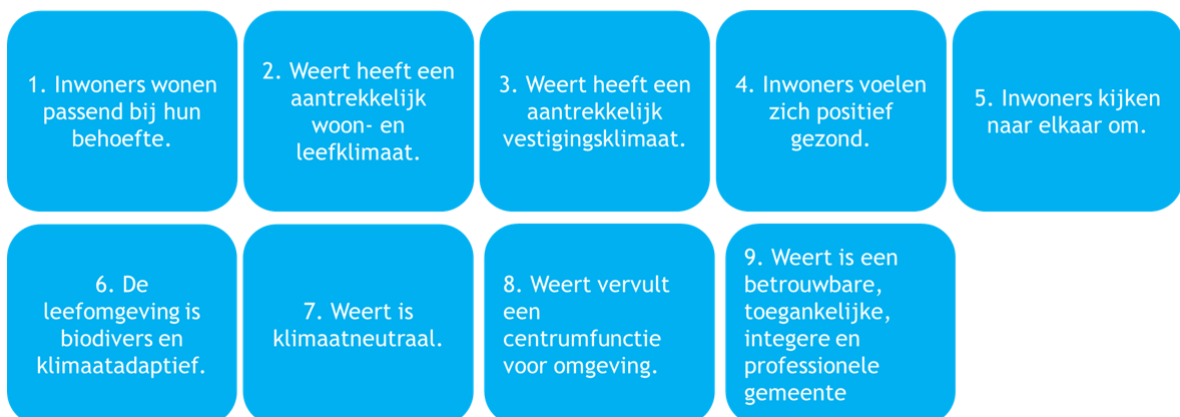 1. Inwoners wonen
passend bij hun
behoefte.
2. Weert heeft een
aantrekkelijk
woon- en
leefklimaat.
3. Weert heeft een
aantrekkelijk
vestigingsklimaat.
4. Inwoners voelen
zich positief
gezond.
5. Inwoners kijken
naar elkaar om.
6. De
leefomgeving is
biodivers en
klimaatadaptief.
7. Weert is
klimaatneutraal.
8. Weert vervult
een
centrumfunctie
voor omgeving.
9. Weert is een
betrouwbare,
toegankelijke,
integere en
professionele
gemeente